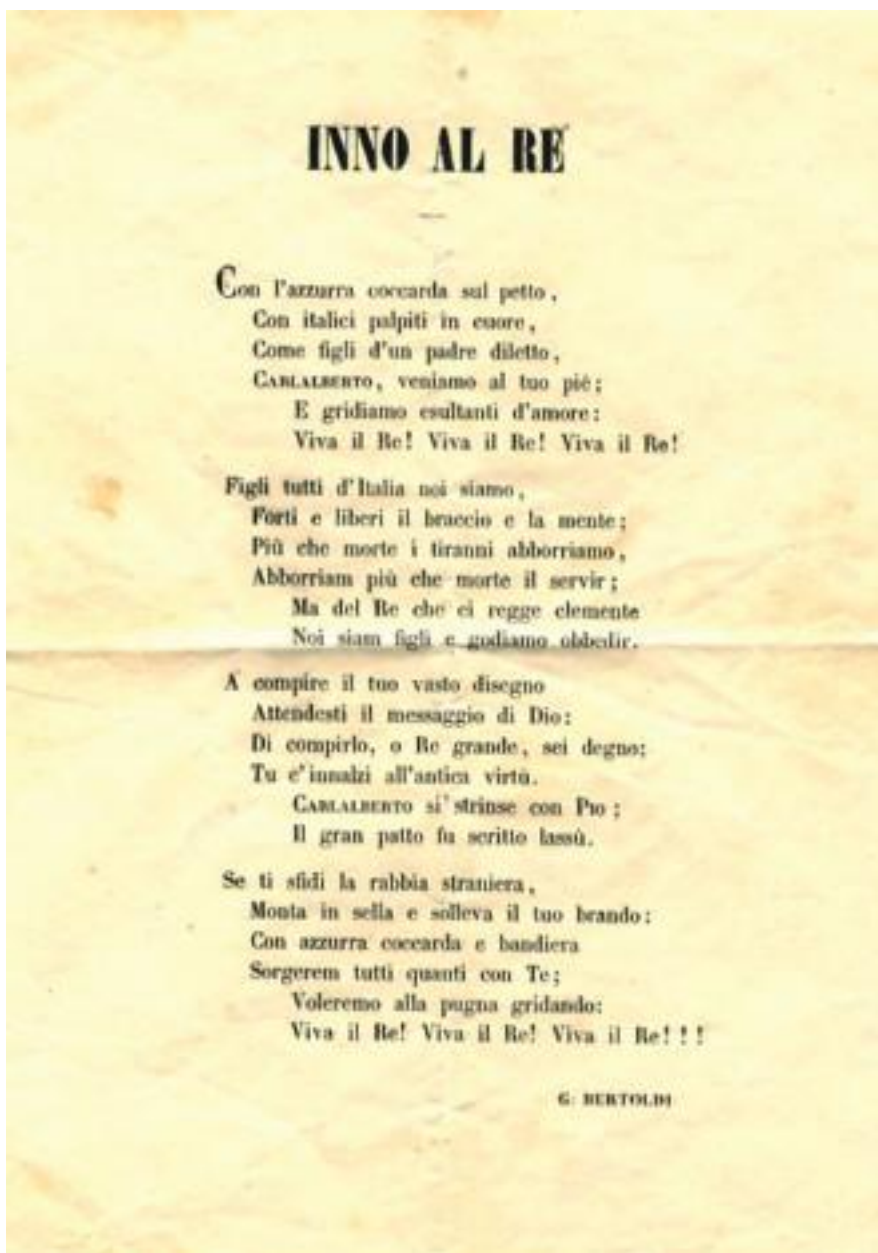 INNO AL RE
Con l'azzurra coccarda sul petto,
Con italici palpiti in cuore,
Come figli d'un padre diletto,
CARLALBERTO, veniamo al tuo piè;
E gridiamo esultanti d'amore:
Viva il Re! Viva il Re! Viva il Re!
Figli tutti d'Italia noi siamo,
Forti e liberi il braccio e la mente;
Più che morte i tiranni abborriamo,
Abborriam più che morte il servir;
Ma del Re che ci regge clemente
Noi siam figli e godiamo obbedir.
A compire il tuo vasto disegno
Attendesti il messaggio di Dio:
Di compirlo, o Re grande, sei degno:
Tu c'innalzi all'antica virtù.
CARLALBERTO si strinse con PIO;
Il gran patto fu scritto lassù.
Se ti sfidi la rabbia straniera,
Monta in sella e solleva il tuo brando:
Con azzurra coccarda e bandiera
Sorgerem tutti quanti con Te;
Voleremo alla pugna gridando:
Viva il Re! Viva il Re! Viva il Re!!!
G. BERTOLDI